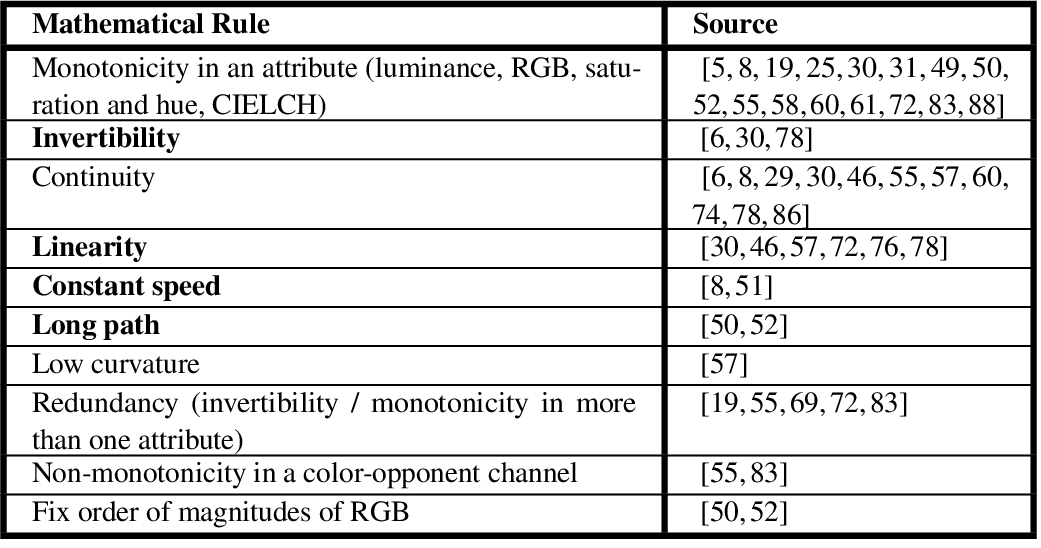 Mathematical Rule Source
Monotonicity in an attribute (luminance, RGB, satu- [5, 8, 19, 25, 30, 31, 49, 50,
ration and hue, CIELCH) 52, 55, 58, 60, 61, 72, 83, 88]
Invertibility [6, 30, 78]
Continuity [6, 8, 29, 30, 46, 55, 57, 60,
74, 78, 86]
Linearity [30, 46, 57, 72, 76, 78]
Constant speed [8, 51]
Long path [50, 52]
Low curvature [57]
Redundancy (invertibility / monotonicity in more [19, 55, 69, 72, 83]
than one attribute)
Non-monotonicity in a color-opponent channel [55, 83]
Fix order of magnitudes of RGB [50, 52]